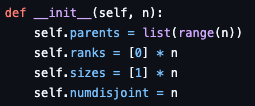 def __init__(self, n):
    self.parents = list(range(n))
    self.ranks = [0] * n
    self.sizes = [1] * n
    self.numdisjoint = n